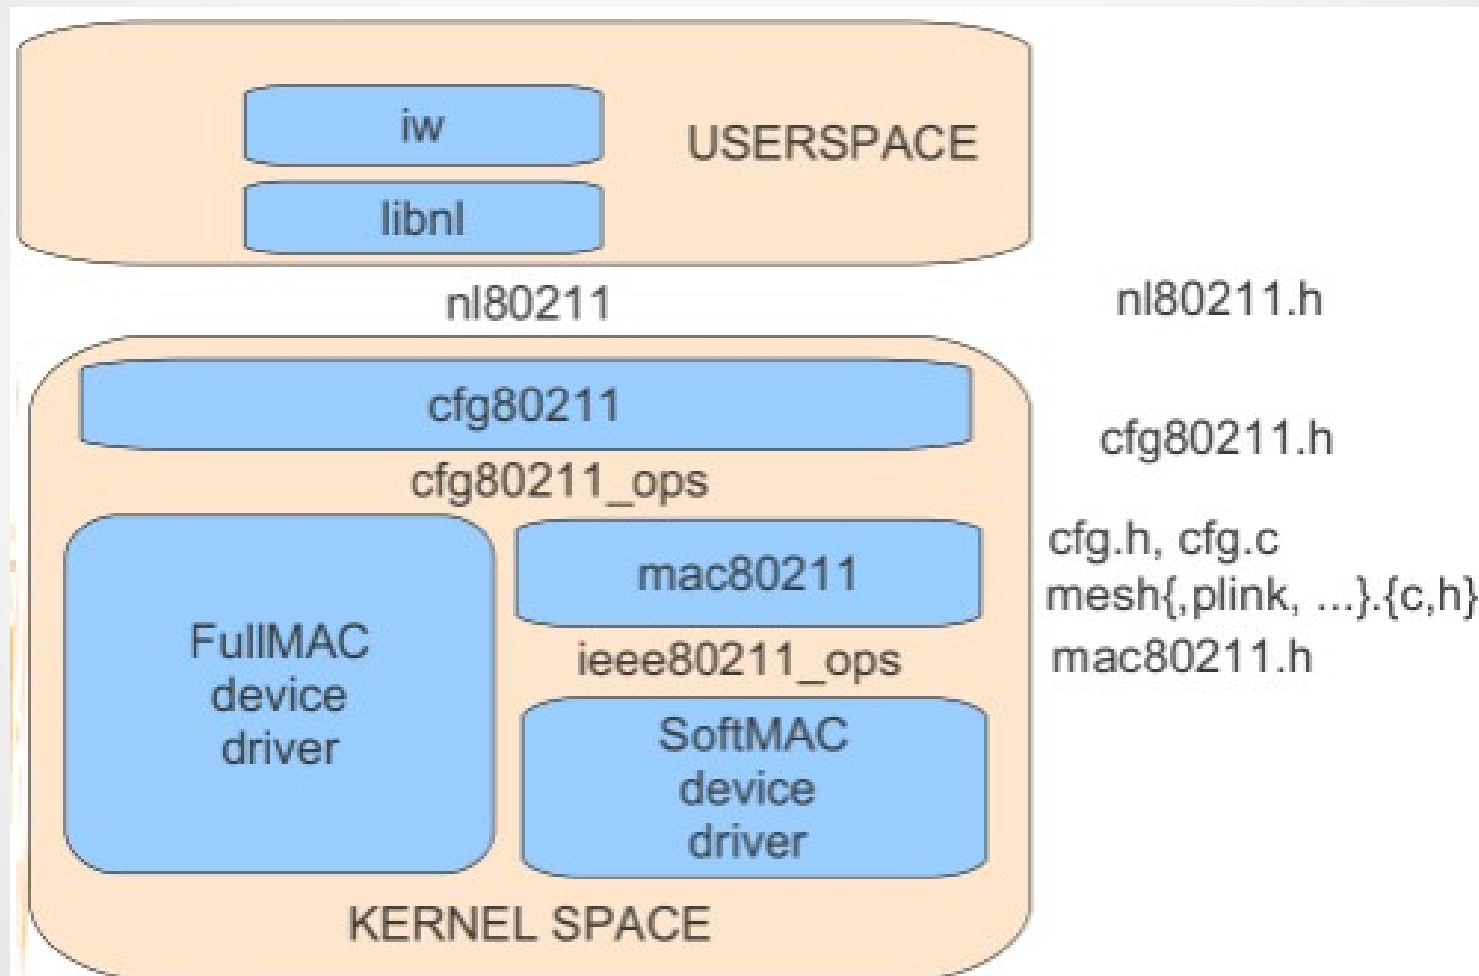 iw
USERSPACE
libnl
nl80211
nl80211.h
cfg80211
cfg80211.h
cfg80211_ops
cfg.h, cfg.c
mac80211
mesh{,plink, ...}.{c,h}
FullMAC
device
driver
ieee80211_ops
mac80211.h
SoftMAC
device
driver
KERNEL SPACE